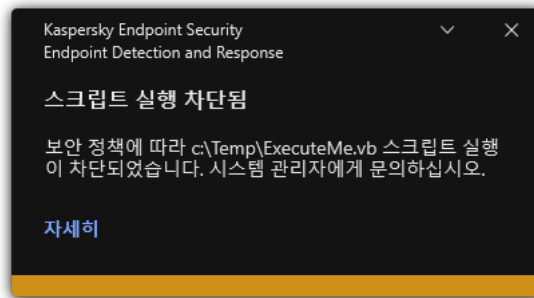 Kaspersky Endpoint Security
Endpoint Detection and Response
스크립트 실행 차단됨
보안 정책에 따라 c:\Temp\ExecuteMe.vb 스크립트 실행
이 차단되었습니다. 시스템 관리자에게 문의하십시오.
자세히